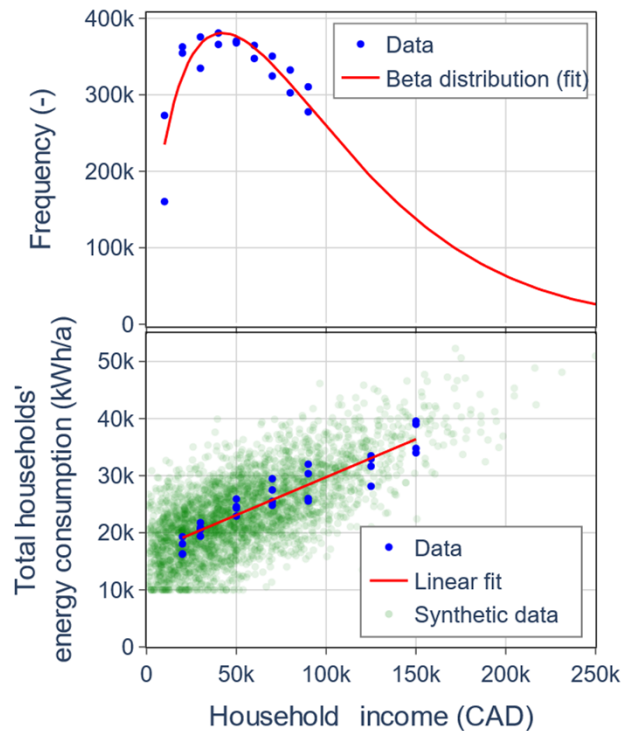 400k
300k
200k
100k
0
Frequency (-)
Data
Beta distribution (fit)
50k
40k
30k
20k
10k
0
Total households'
energy consumption (kWh/a)
Data
Linear fit
Synthetic data
0
50k
100k
150k
200k
250k
Household income (CAD)